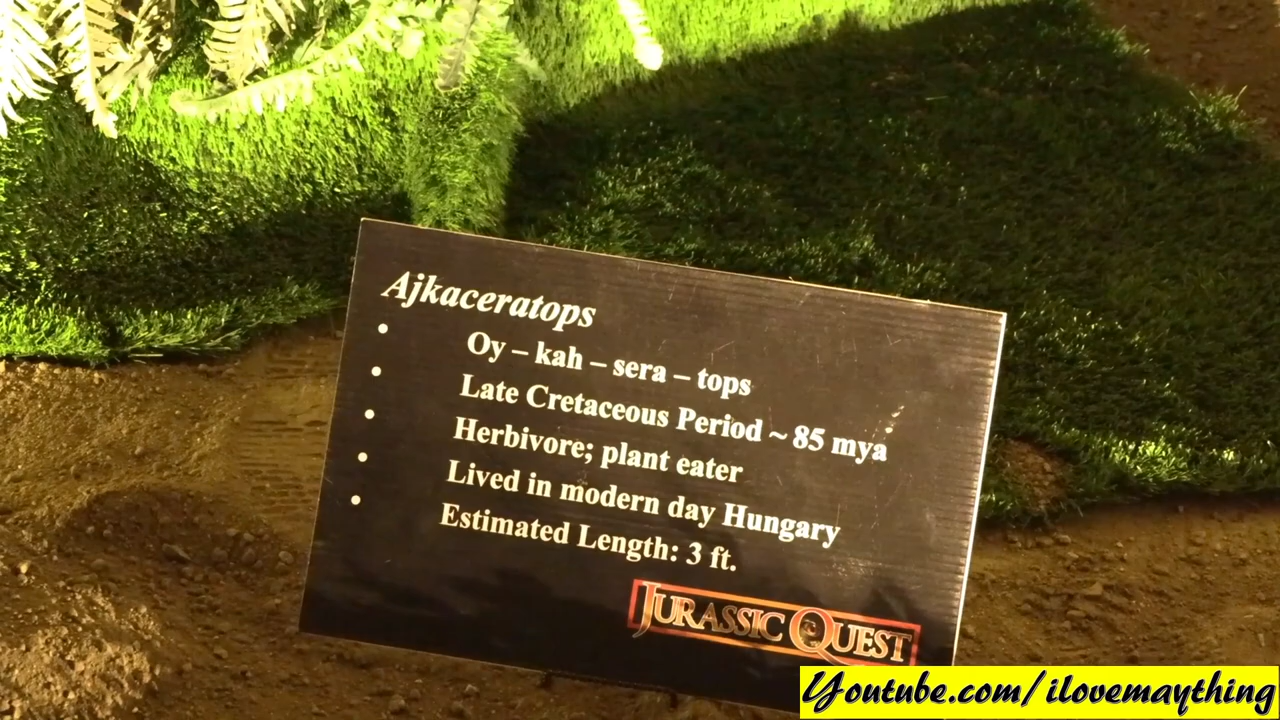 Ajkaceratops
• Oy – kah – sera – tops
• Late Cretaceous Period ~ 85 mya
• Herbivore; plant eater
• Lived in modern day Hungary
• Estimated Length: 3 ft.
JURASSIC QUEST
Youtube.com/ilovemaything